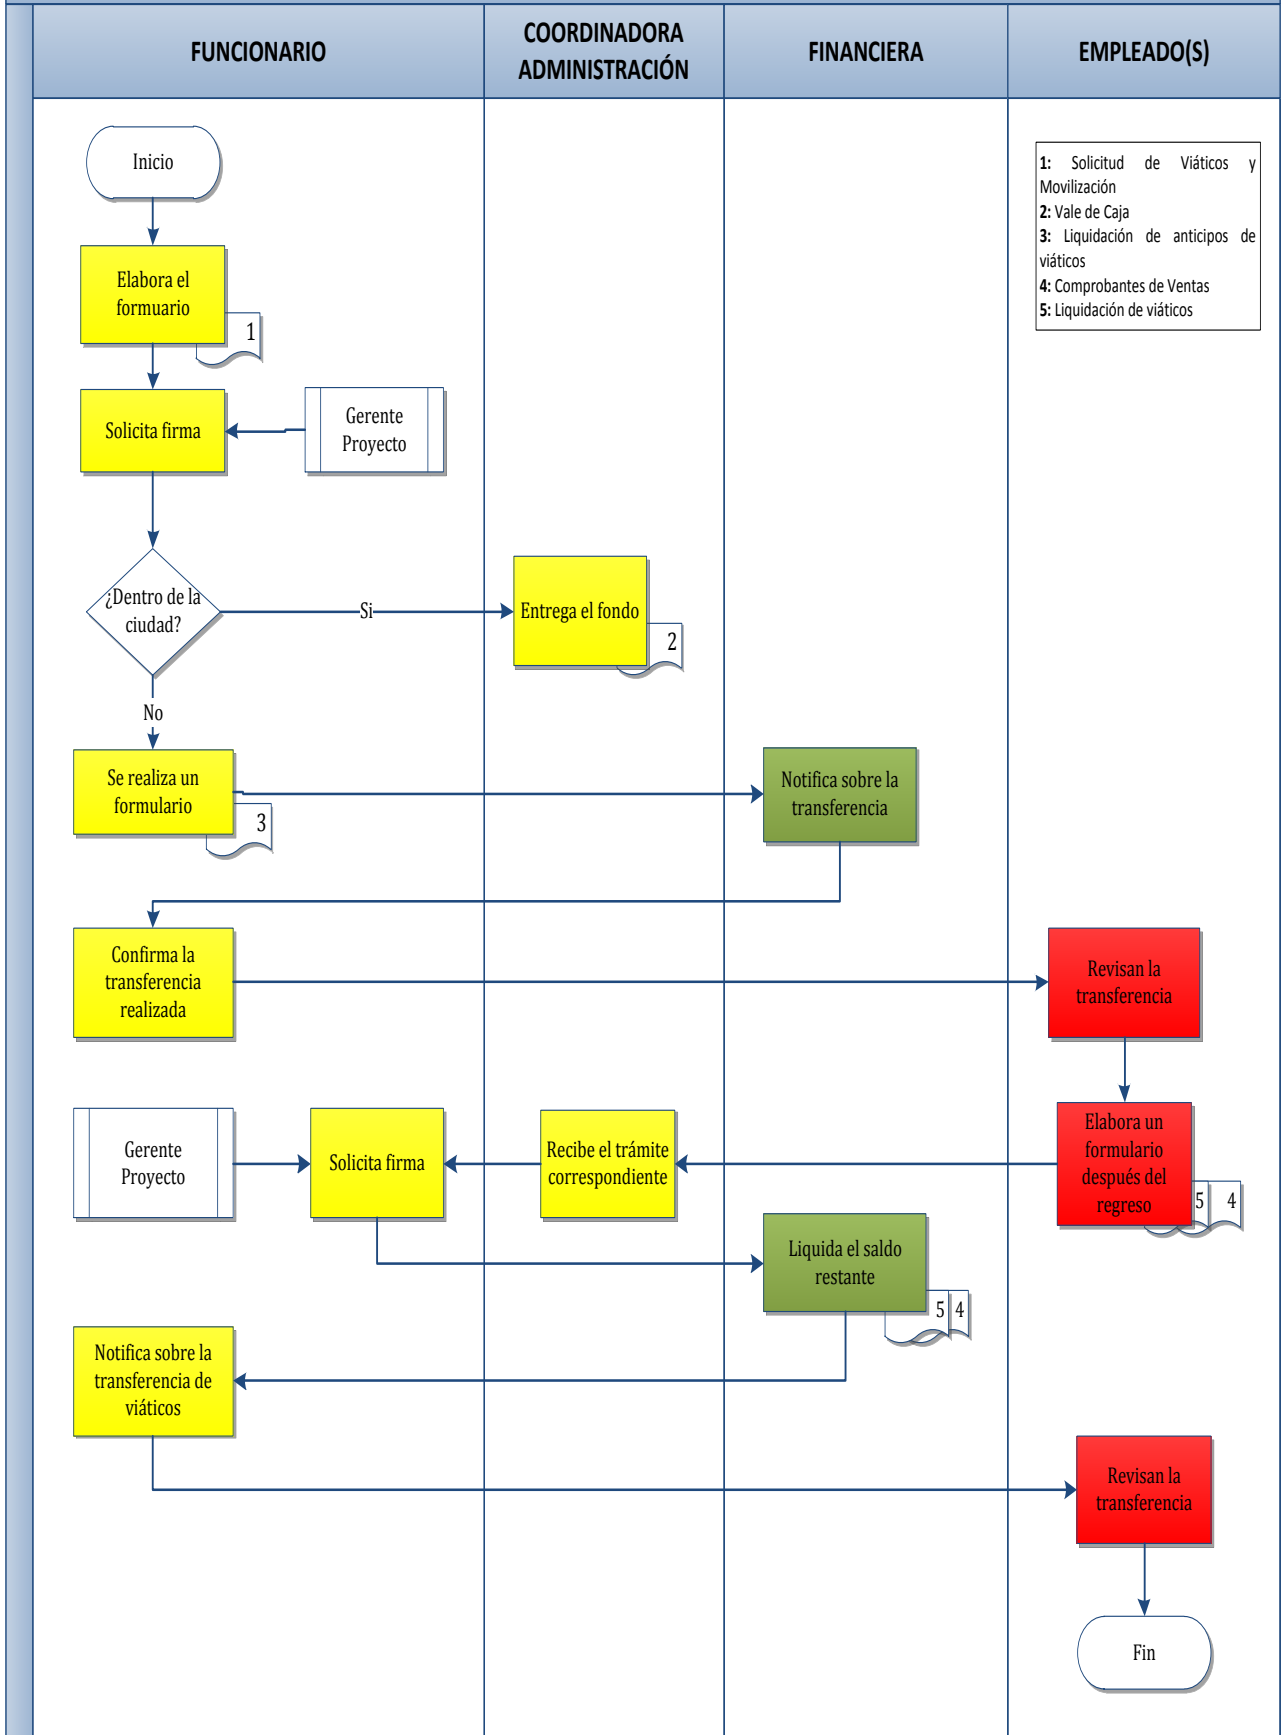 FUNCIONARIO
COORDINADORA
ADMINISTRACIÓN
FINANCIERA
EMPLEADO(S)
Inicio
1: Solicitud de Viáticos y
Movilización
2: Vale de Caja
3: Liquidación de anticipos de
viáticos
4: Comprobantes de Ventas
5: Liquidación de viáticos
Elabora el
formuario
1
Solicita firma
Gerente
Proyecto
¿Dentro de la
ciudad?
Si
Entrega el fondo
2
No
Se realiza un
formulario
3
Notifica sobre la
transferencia
Confirma la
transferencia
realizada
Revisan la
transferencia
Gerente
Proyecto
Solicita firma
Recibe el trámite
correspondiente
Elabora un
formulario
después del
regreso
5 4
Liquida el saldo
restante
5 4
Notifica sobre la
transferencia de
viáticos
Revisan la
transferencia
Fin